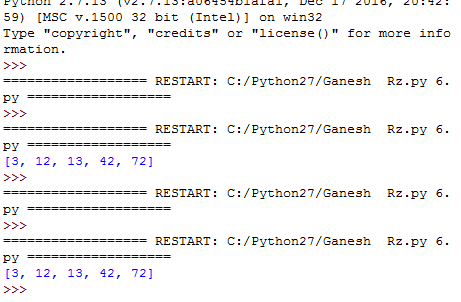 Python 2.7.13 (v2.7.13:a06454b1afa1, Dec 17 2016, 20:42:
59) [MSC v.1500 32 bit (Intel)] on win32
Type "copyright", "credits" or "license()" for more info
rmation.
>>>
================== RESTART: C:/Python27/Ganesh  Rz.py 6.
py ==================
>>>
================== RESTART: C:/Python27/Ganesh  Rz.py 6.
py ==================
[3, 12, 13, 42, 72]
>>>
================== RESTART: C:/Python27/Ganesh  Rz.py 6.
py ==================
>>>
================== RESTART: C:/Python27/Ganesh  Rz.py 6.
py ==================
[3, 12, 13, 42, 72]
>>>